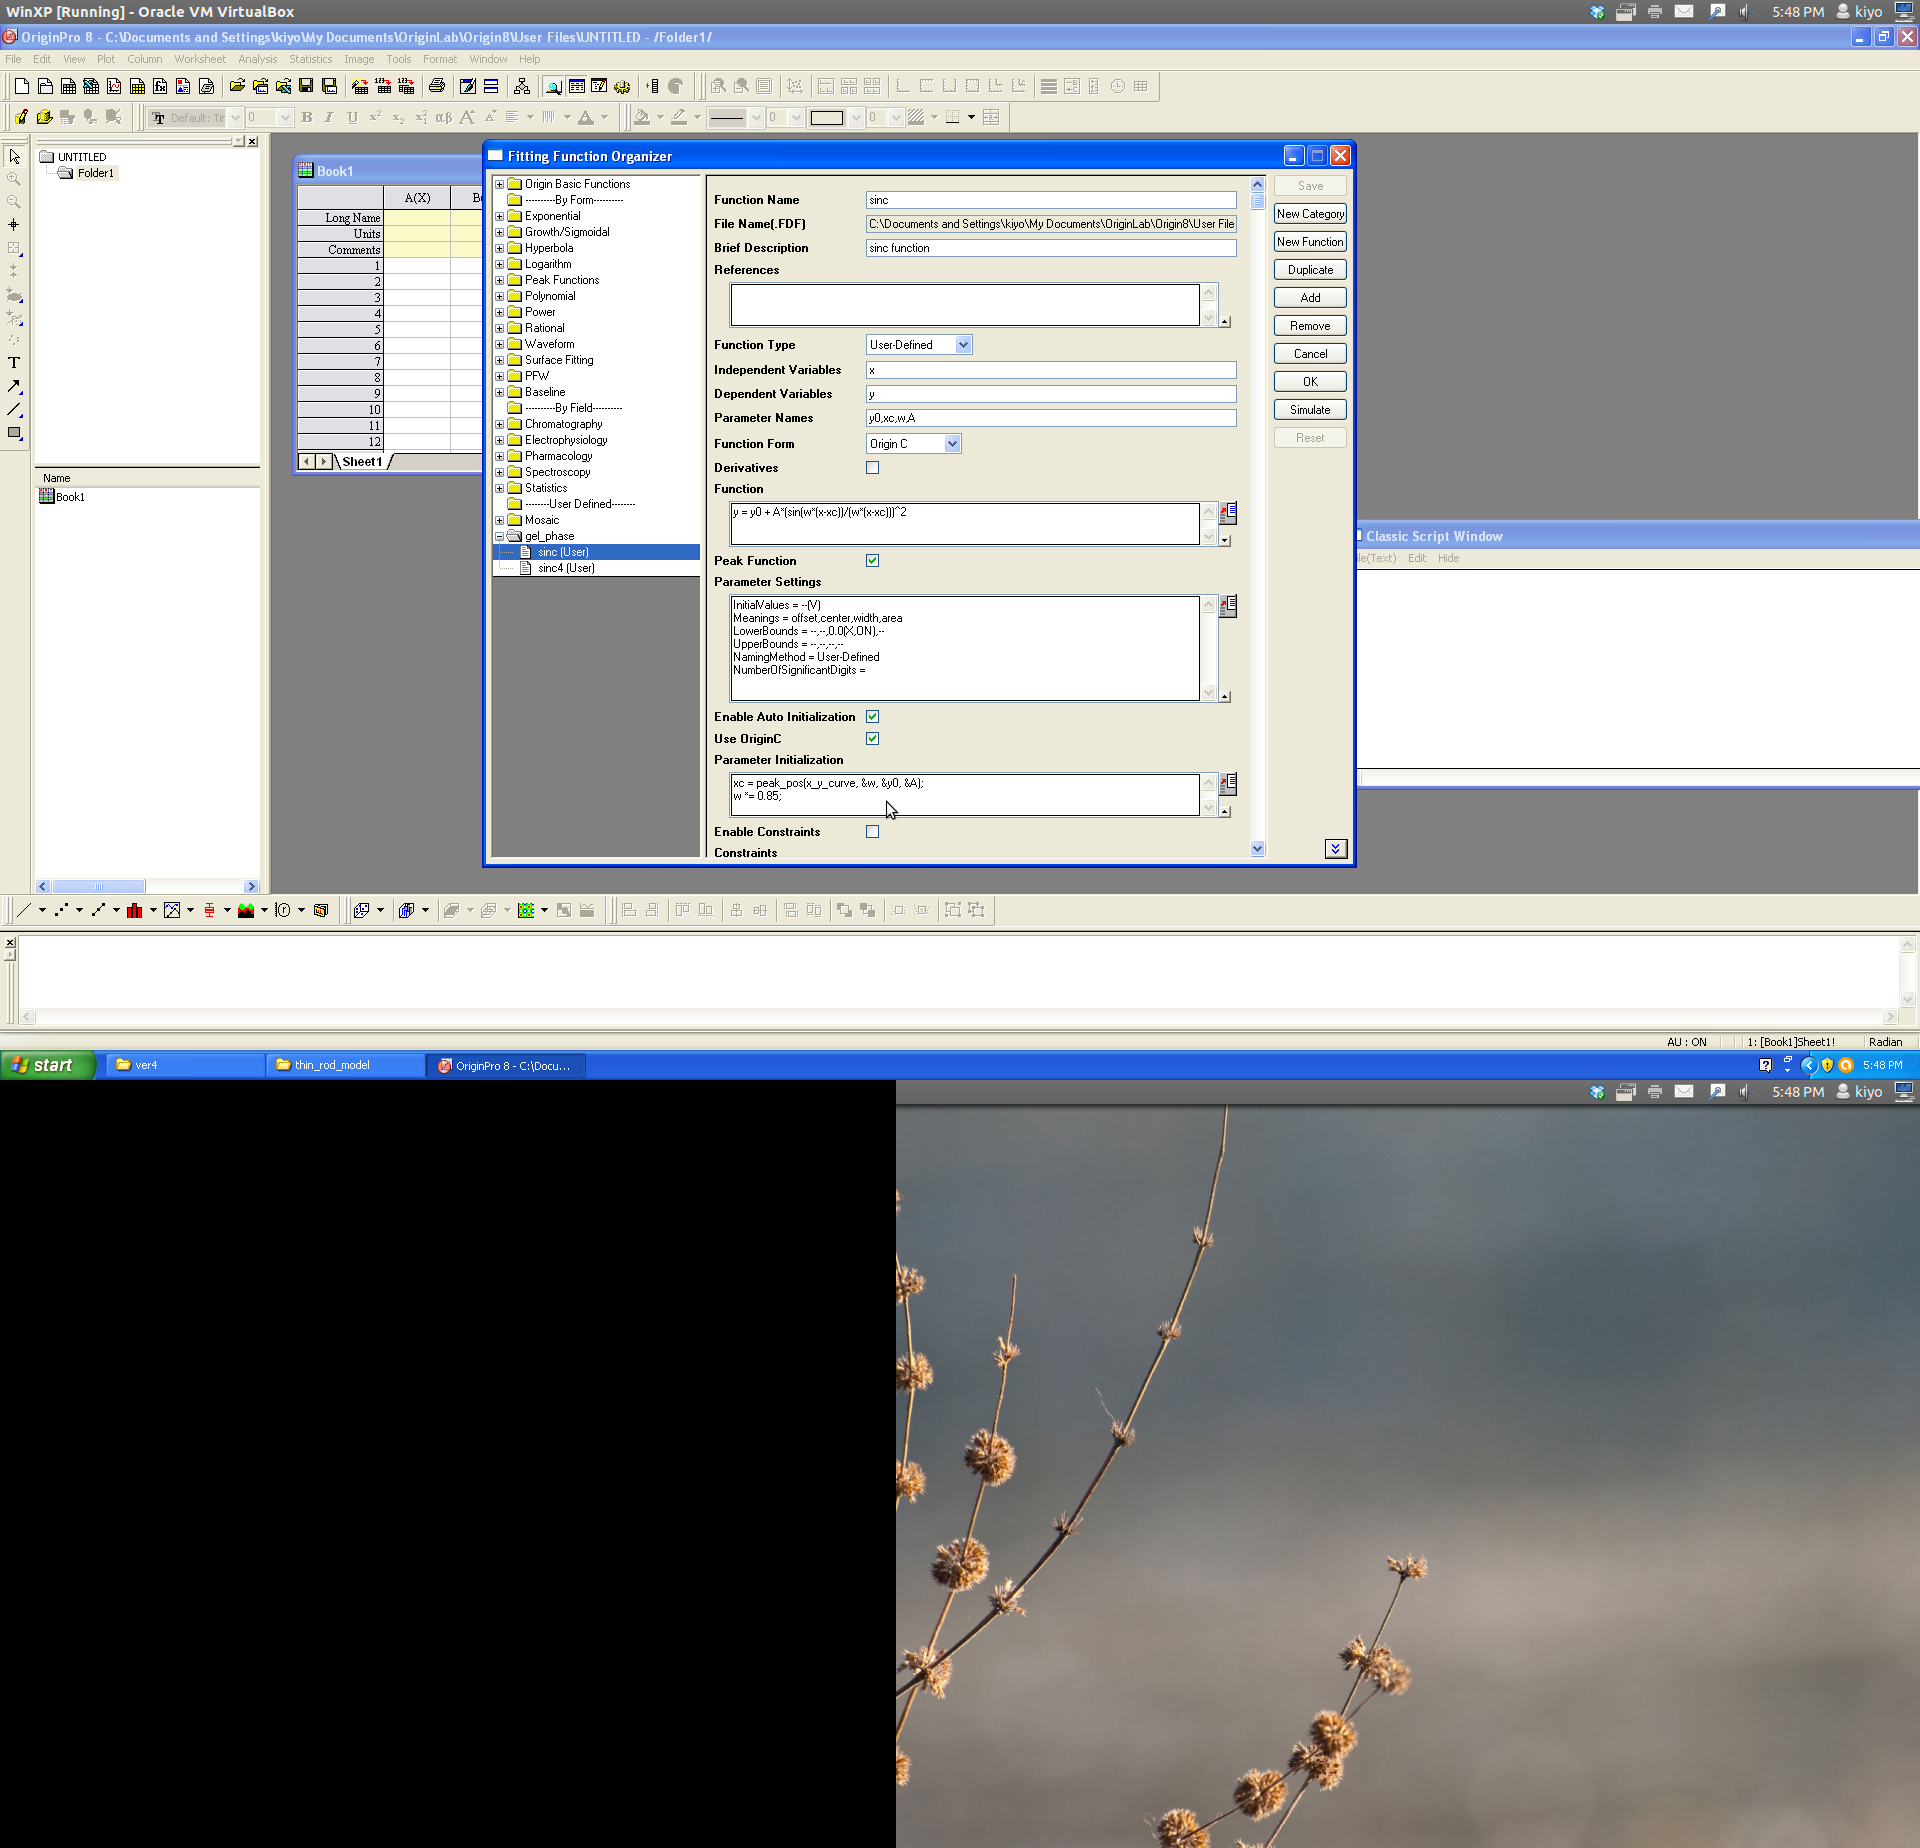 WinXP [Running] - Oracle VM VirtualBox
5:48 PM kiyo
OriginPro 8 - C:\Documents and Settings\kiyo\My Documents\OriginLab\Origin8\User Files\UNTITLED - /Folder1/
File Edit View Plot Column Worksheet Analysis Statistics Image Tools Format Window Help
Default: Tir 0 B I U αβ A 0 0
UNTITLED
Folder1
Name
Book1
Book1
A(X)
Long Name
Units
Comments
1
2
3
4
5
6
7
8
9
10
11
12
Sheet1
Fitting Function Organizer
Origin Basic Functions
---------By Form---------
Exponential
Growth/Sigmoidal
Hyperbola
Logarithm
Peak Functions
Polynomial
Power
Rational
Waveform
Surface Fitting
PFW
Baseline
---------By Field---------
Chromatography
Electrophysiology
Pharmacology
Spectroscopy
Statistics
--------User Defined-------
Mosaic
gel_phase
sinc (User)
sinc4 (User)
Function Name sinc
File Name(.FDF) C:\Documents and Settings\kiyo\My Documents\OriginLab\Origin8\User File
Brief Description sinc function
References
Function Type User-Defined
Independent Variables x
Dependent Variables y
Parameter Names y0,xc,w,A
Function Form Origin C
Derivatives
Function
y = y0 + A*(sin(w*(x-xc))/(w*(x-xc)))^2
Peak Function
Parameter Settings
InitialValues = --(V)
Meanings = offset,center,width,area
LowerBounds = --,--,0.0(X,ON),--
UpperBounds = --,--,--,--
NamingMethod = User-Defined
NumberOfSignificantDigits =
Enable Auto Initialization
Use OriginC
Parameter Initialization
xc = peak_pos(x_y_curve, &w, &y0, &A);
w *= 0.85;
Enable Constraints
Constraints
Save
New Category
New Function
Duplicate
Add
Remove
Cancel
OK
Simulate
Reset
Classic Script Window
le(Text) Edit Hide
AU : ON 1: [Book1]Sheet1! Radian
start ver4 thin_rod_model OriginPro 8 - C:\Docu... 5:48 PM
5:48 PM kiyo